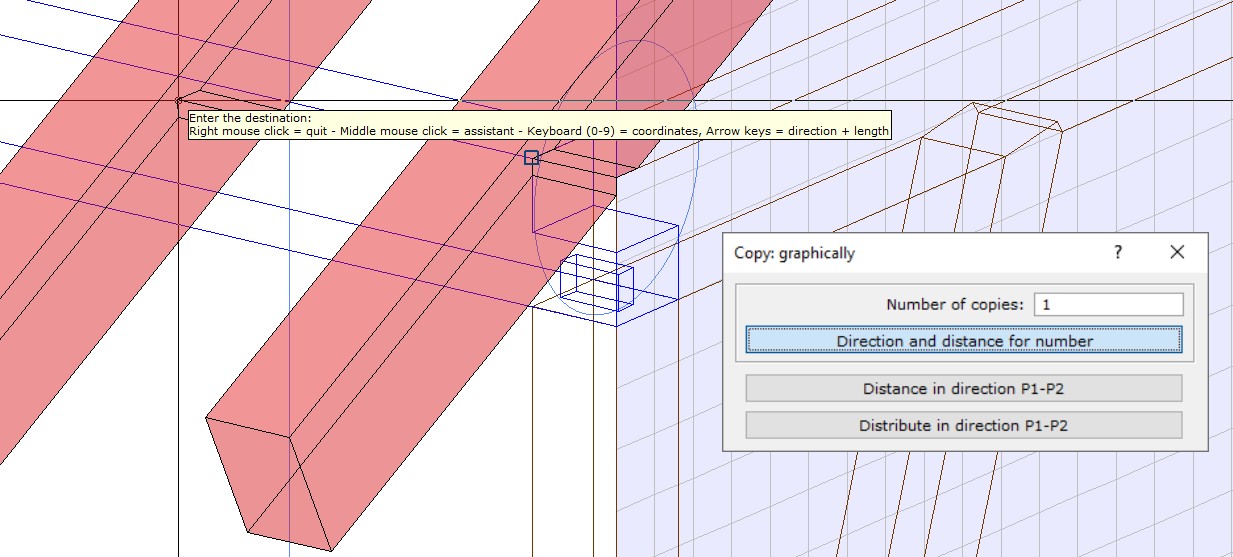 Enter the destination:
Right mouse click = quit - Middle mouse click = assistant - Keyboard (0-9) = coordinates, Arrow keys = direction + length
Copy: graphically
?
Number of copies: 1
Direction and distance for number
Distance in direction P1-P2
Distribute in direction P1-P2